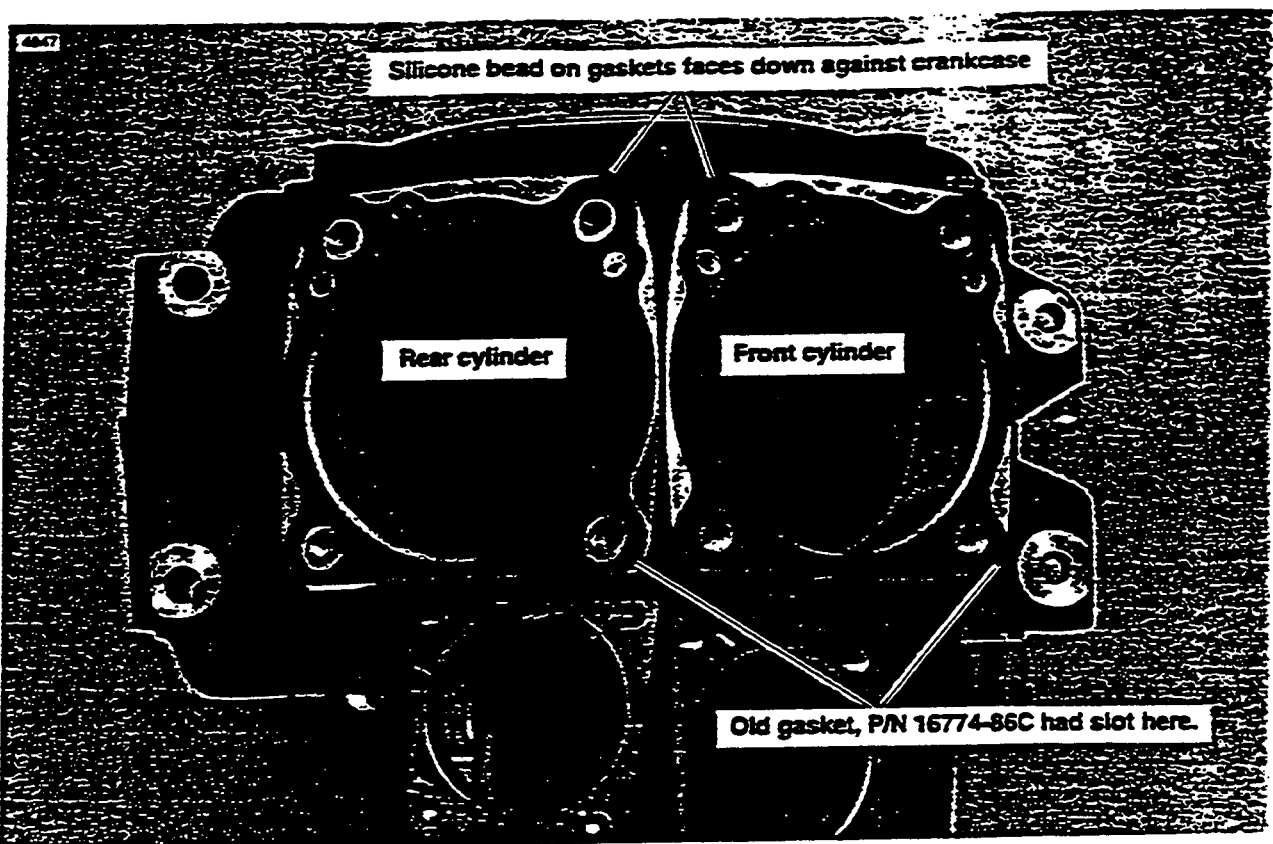 4847
Silicone bead on gaskets faces down against crankcase
Rear cylinder
Front cylinder
Old gasket, P/N 16774-86C had slot here.